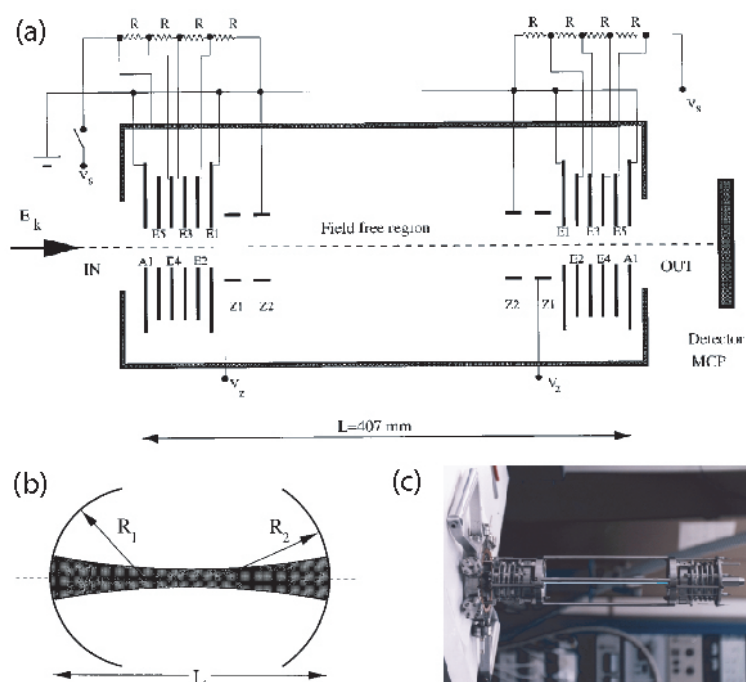 (a)
R R R R
R R R R
Vs
Vs
E5 E3 E1
E1 E3 E5
Ek
Field free region
IN
A1 E4 E2
Z1 Z2
Z2 Z1
E2 E4 A1
OUT
Detector
MCP
Vz
Vz
L=407 mm
(b)
R1
R2
L
(c)